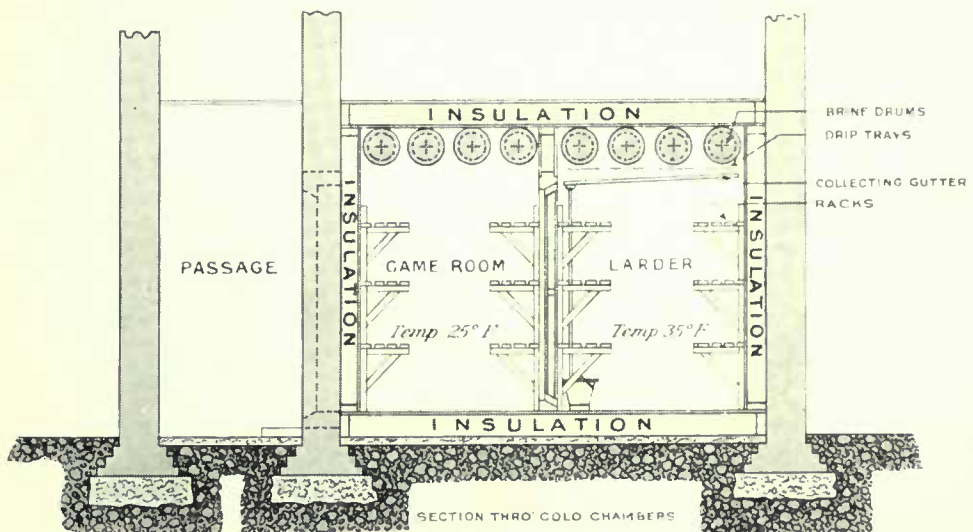 INSULATION
BRINE DRUMS
DRIP TRAYS
COLLECTING GUTTER
RACKS
INSULATION
INSULATION
PASSAGE
GAME ROOM
LARDER
Temp 25° F
Temp 35° F
INSULATION
SECTION THRO' COLD CHAMBERS